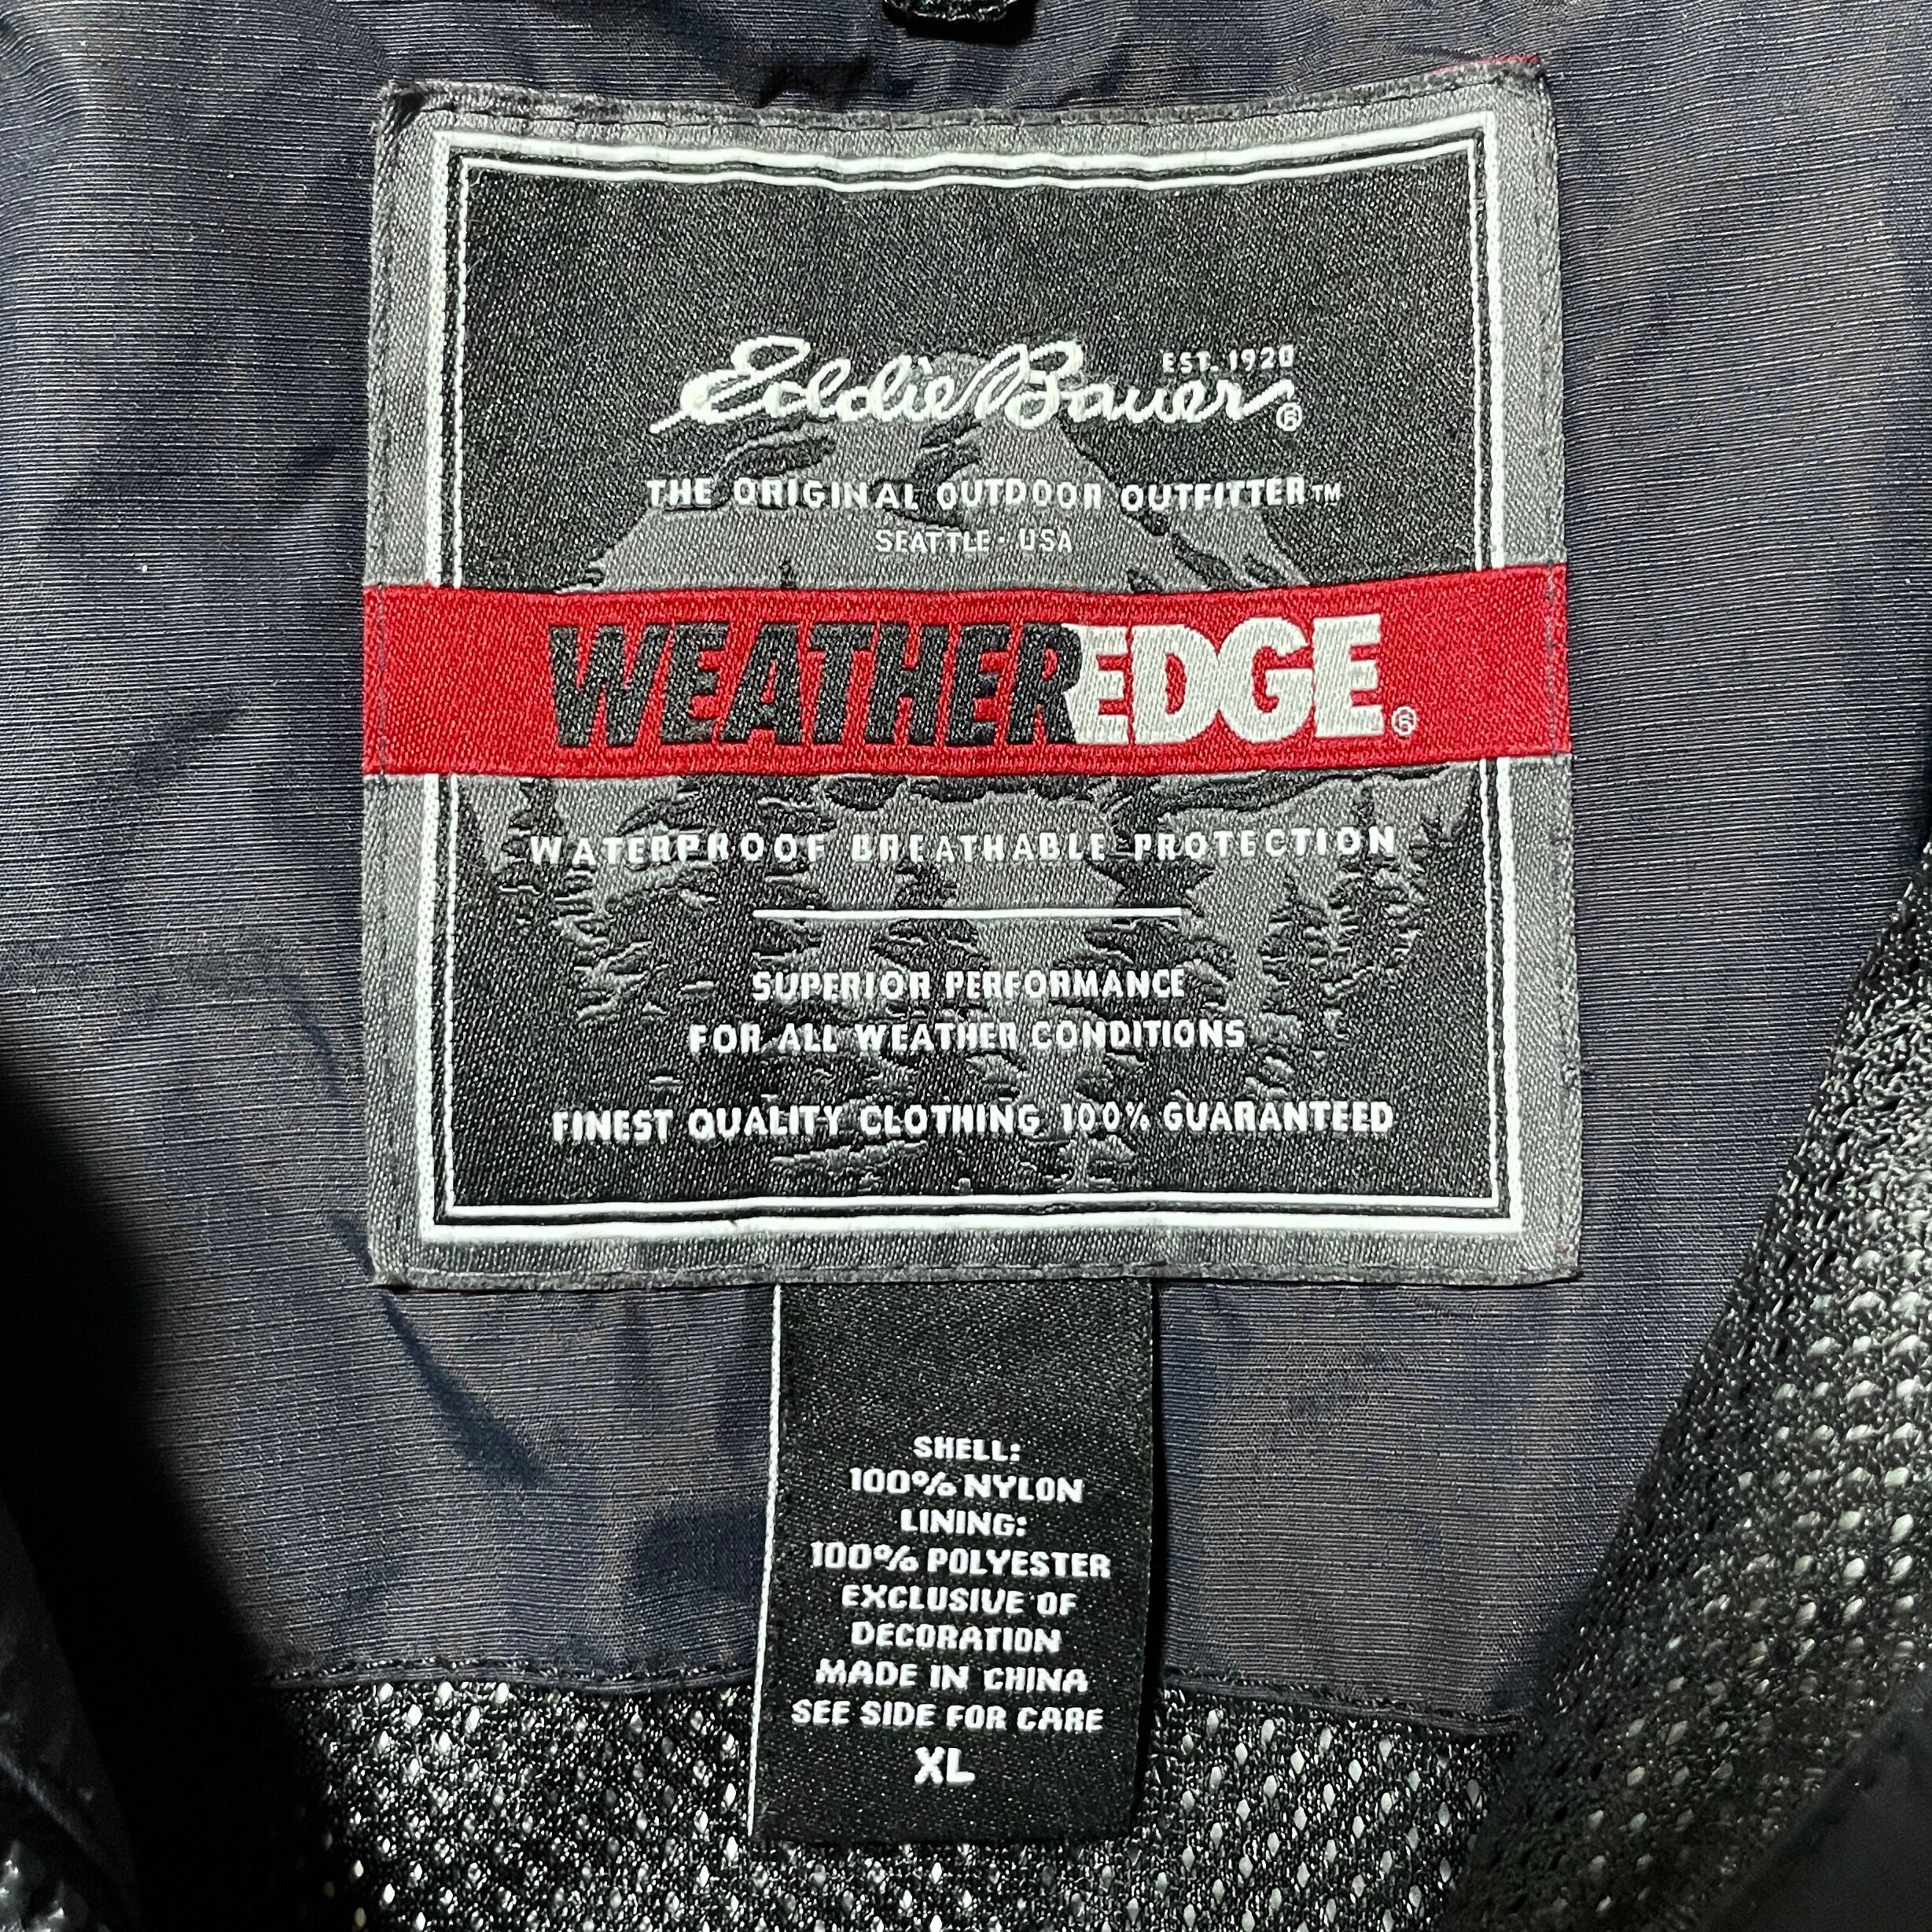 EST. 1920
Eddie Bauer®
THE ORIGINAL OUTDOOR OUTFITTER™
SEATTLE · USA
WEATHEREDGE®
WATERPROOF BREATHABLE PROTECTION
SUPERIOR PERFORMANCE
FOR ALL WEATHER CONDITIONS
FINEST QUALITY CLOTHING 100% GUARANTEED
SHELL:
100% NYLON
LINING:
100% POLYESTER
EXCLUSIVE OF
DECORATION
MADE IN CHINA
SEE SIDE FOR CARE
XL